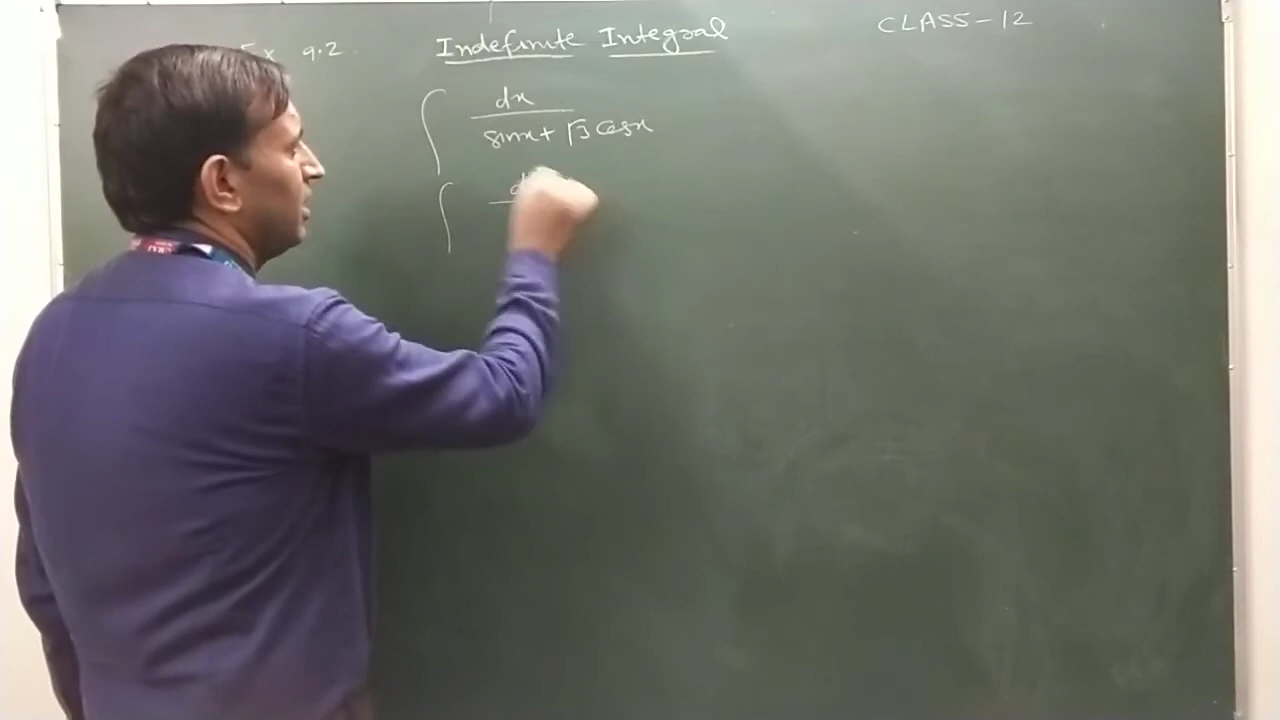 Ex 9.2
Indefinite Integral
CLASS-12
∫ dx
sinx + √3 cosx
∫